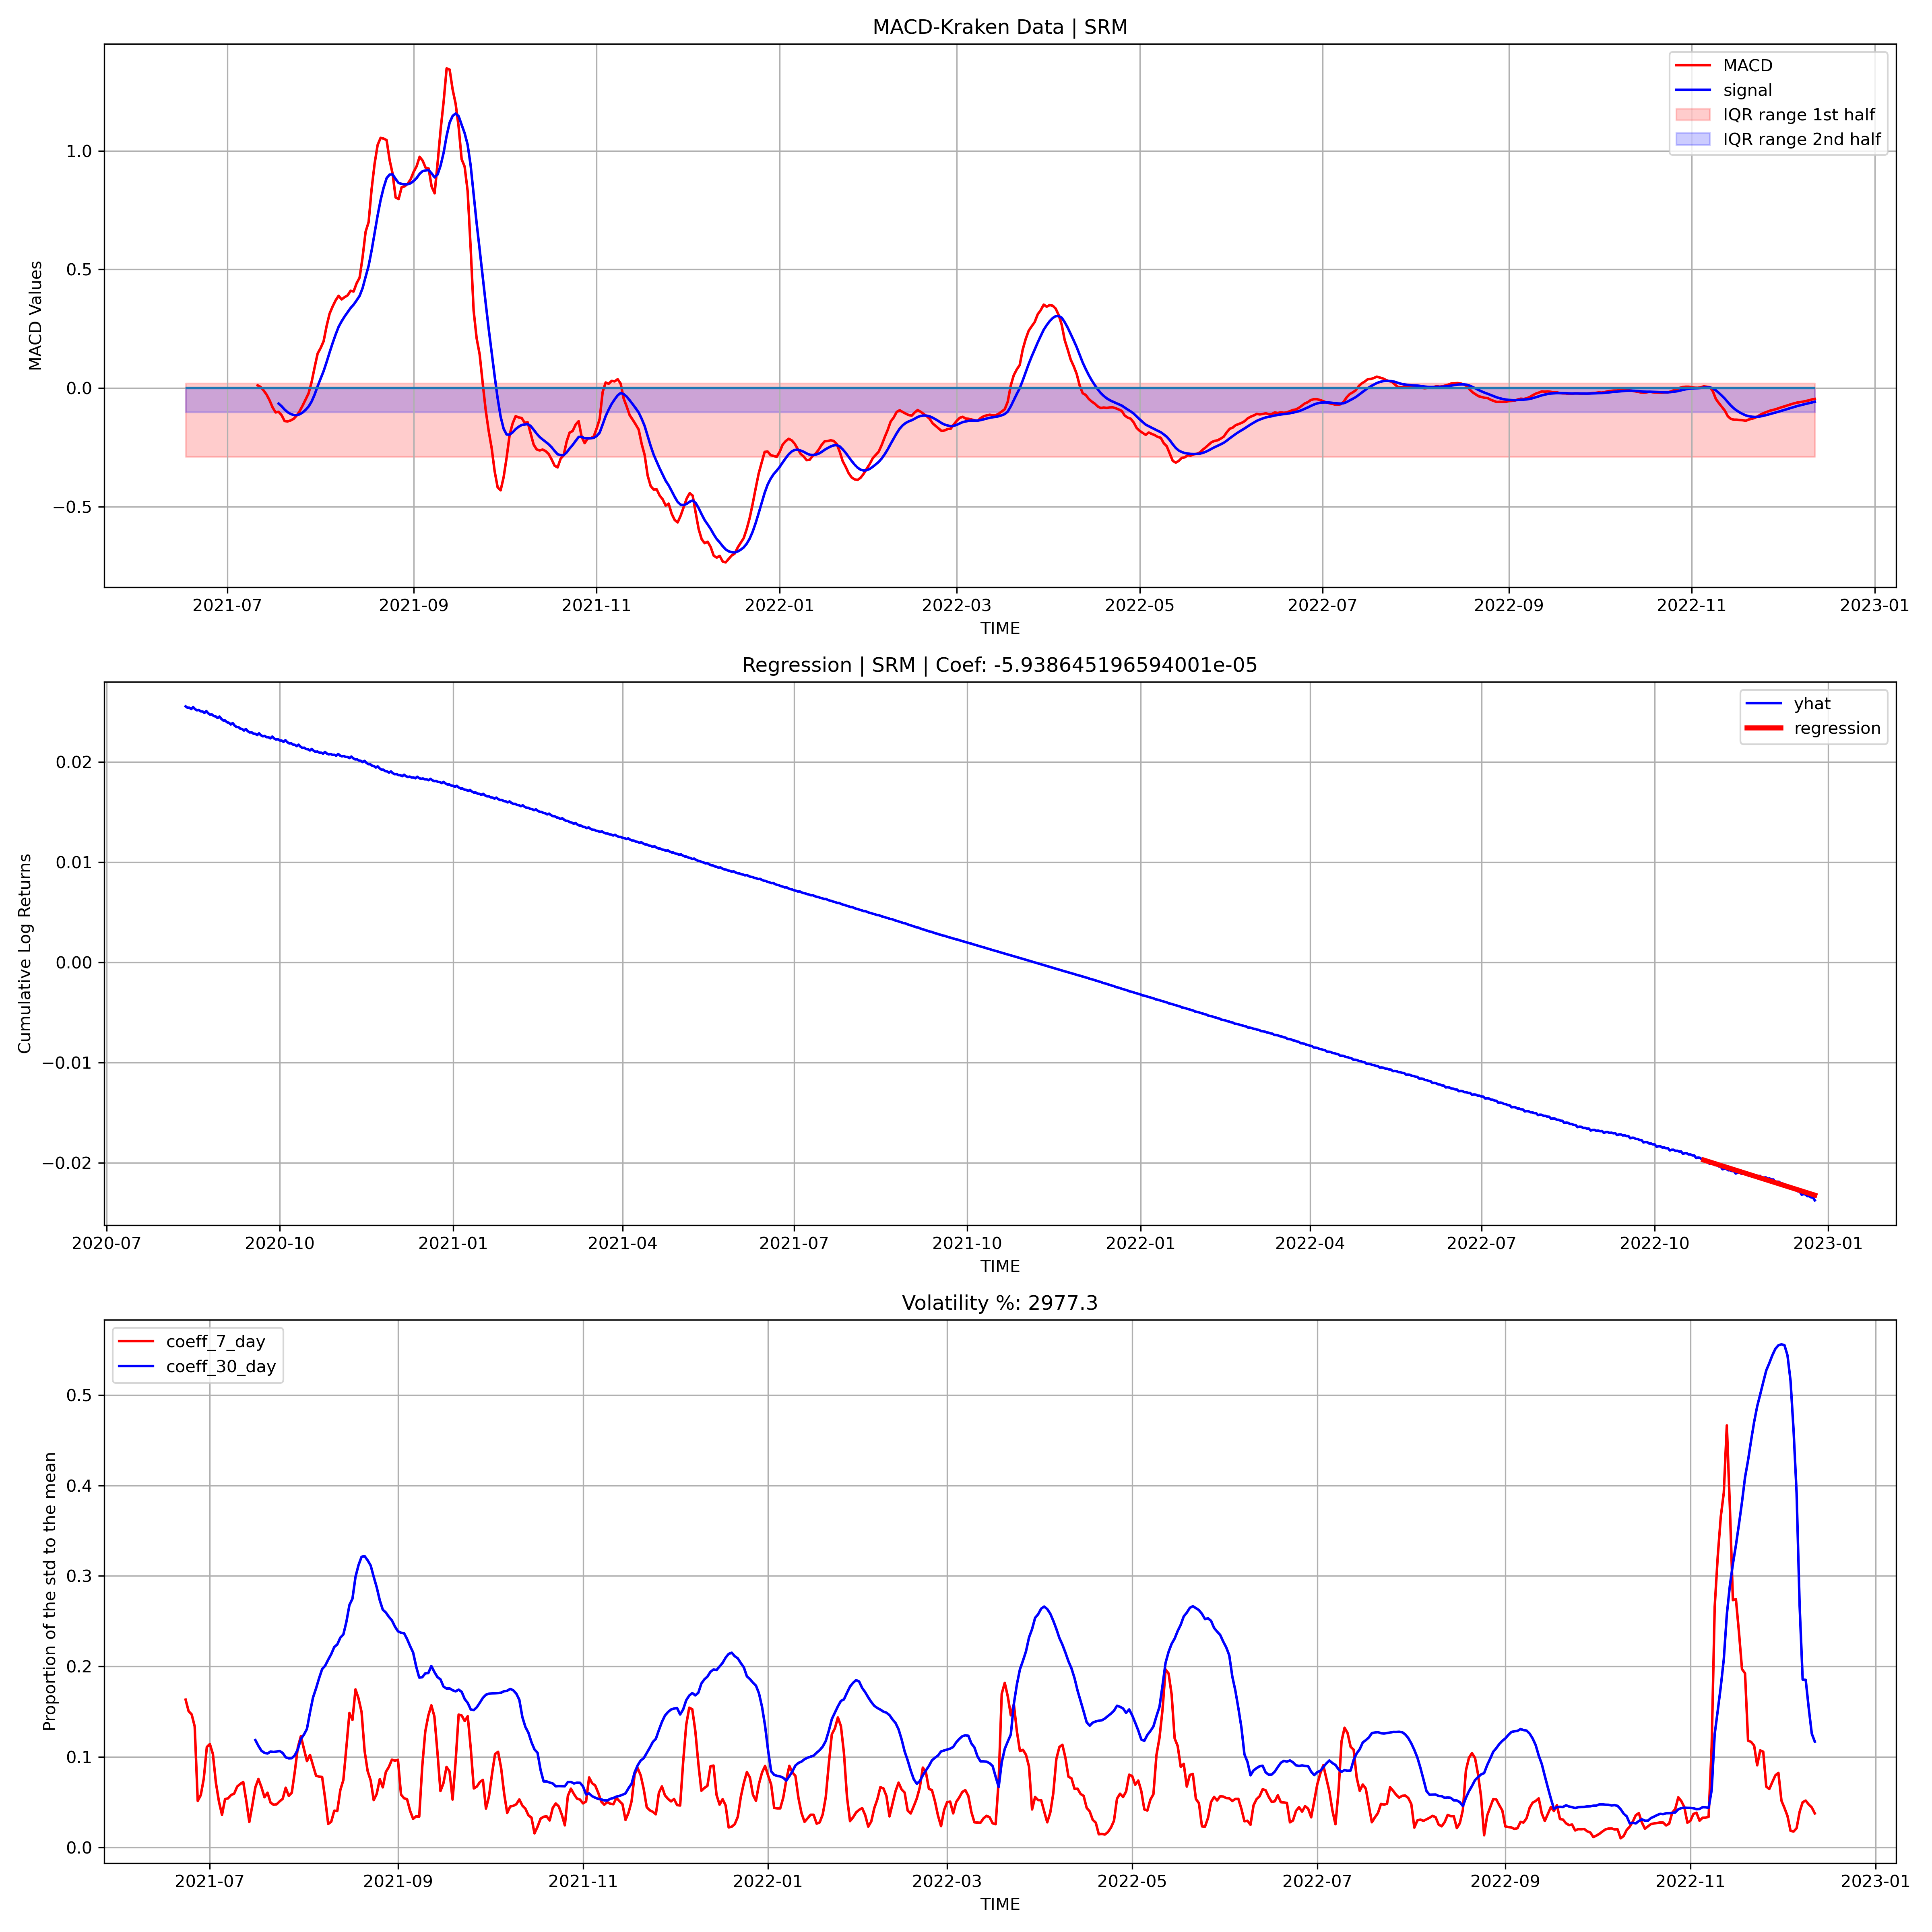 MACD-Kraken Data | SRM
MACD Values
1.0
0.5
0.0
−0.5
MACD
signal
IQR range 1st half
IQR range 2nd half
2021-07 2021-09 2021-11 2022-01 2022-03 2022-05 2022-07 2022-09 2022-11 2023-01
TIME
Regression | SRM | Coef: -5.938645196594001e-05
Cumulative Log Returns
0.02
0.01
0.00
−0.01
−0.02
yhat
regression
2020-07 2020-10 2021-01 2021-04 2021-07 2021-10 2022-01 2022-04 2022-07 2022-10 2023-01
TIME
Volatility %: 2977.3
Proportion of the std to the mean
0.5
0.4
0.3
0.2
0.1
0.0
coeff_7_day
coeff_30_day
2021-07 2021-09 2021-11 2022-01 2022-03 2022-05 2022-07 2022-09 2022-11 2023-01
TIME